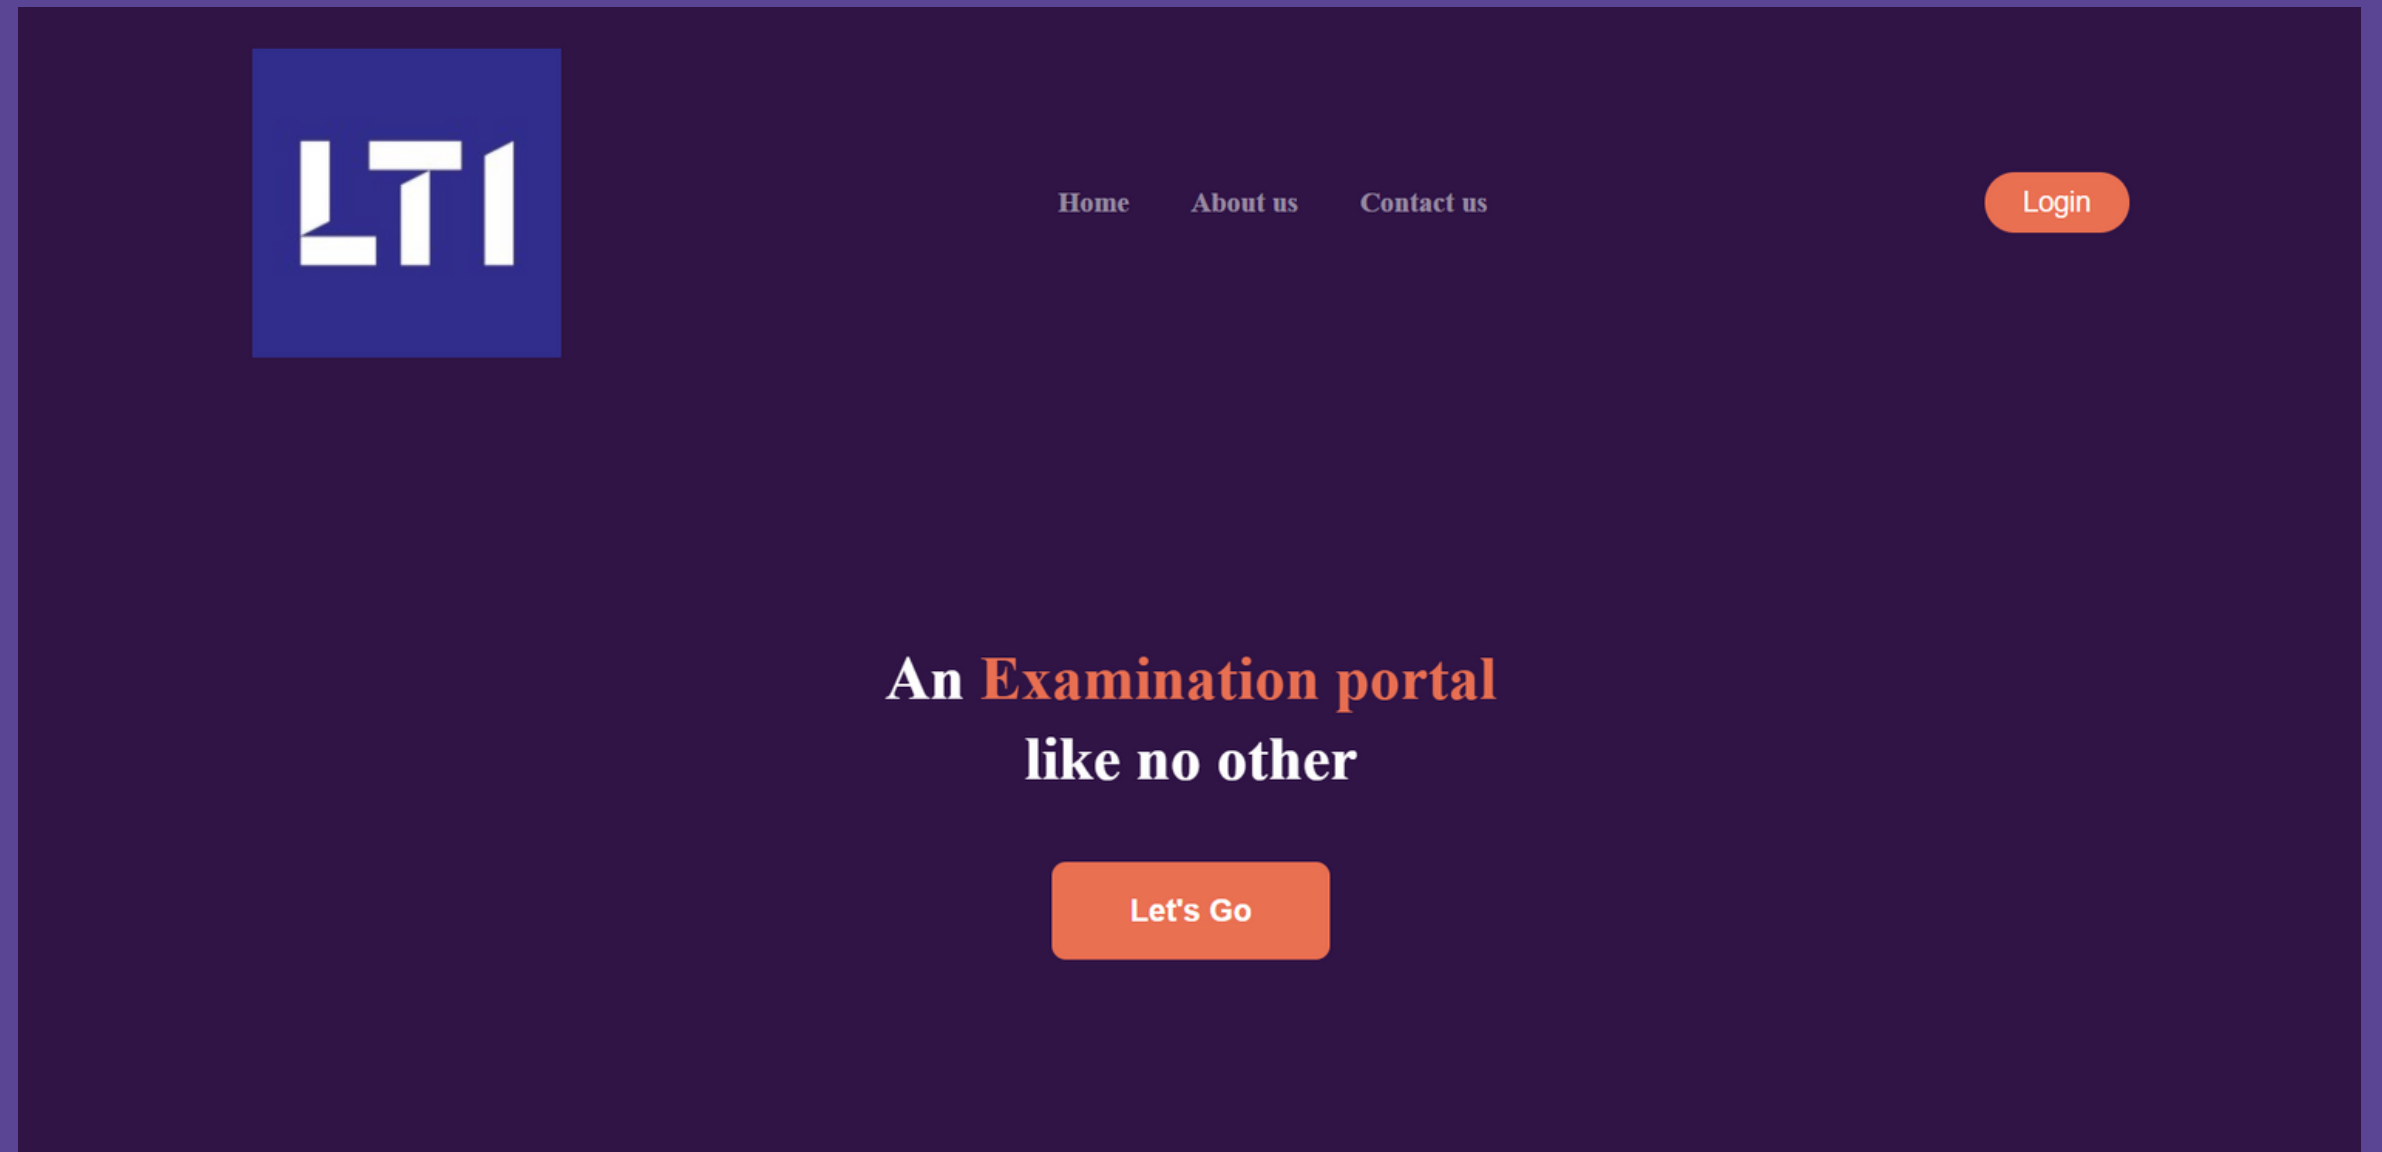 LTI
Home About us Contact us
Login
An Examination portal
like no other
Let's Go